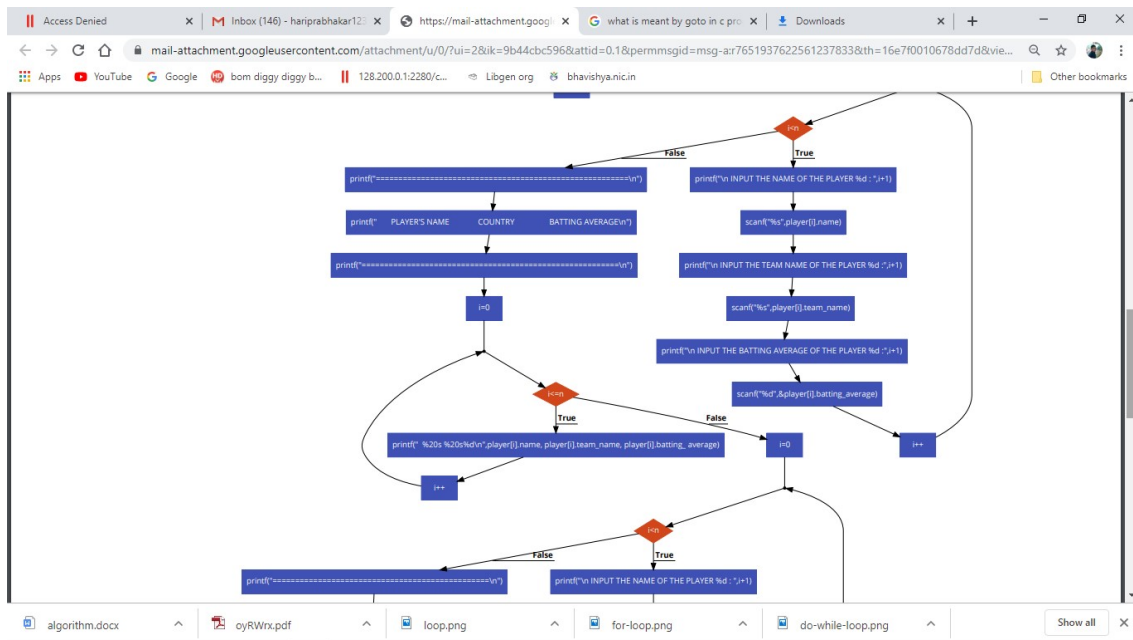 Access Denied
Inbox (146) - hariprabhakar123
https://mail-attachment.google
what is meant by goto in c pro
Downloads
mail-attachment.googleusercontent.com/attachment/u/0/?ui=2&ik=9b44cbc596&attid=0.1&permmsgid=msg-a:r7651937622561237833&th=16e7f0010678dd7d&vie...
Apps
YouTube
Google
bom diggy diggy b...
128.200.0.1:2280/c...
Libgen org
bhavishya.nic.in
Other bookmarks
i<n
False
True
printf("=========================================================\n")
printf("\n INPUT THE NAME OF THE PLAYER %d : ",i+1)
printf(" PLAYER'S NAME COUNTRY BATTING AVERAGE\n")
scanf("%s",player[i].name)
printf("=========================================================\n")
printf("\n INPUT THE TEAM NAME OF THE PLAYER %d :",i+1)
i=0
scanf("%s",player[i].team_name)
printf("\n INPUT THE BATTING AVERAGE OF THE PLAYER %d :",i+1)
i<=n
scanf("%d",&player[i].batting_average)
True
False
printf(" %20s %20s%d\n",player[i].name, player[i].team_name, player[i].batting_ average)
i=0
i++
i++
i<n
False
True
printf("================================================\n")
printf("\n INPUT THE NAME OF THE PLAYER %d : ",i+1)
algorithm.docx
oyRWrx.pdf
loop.png
for-loop.png
do-while-loop.png
Show all